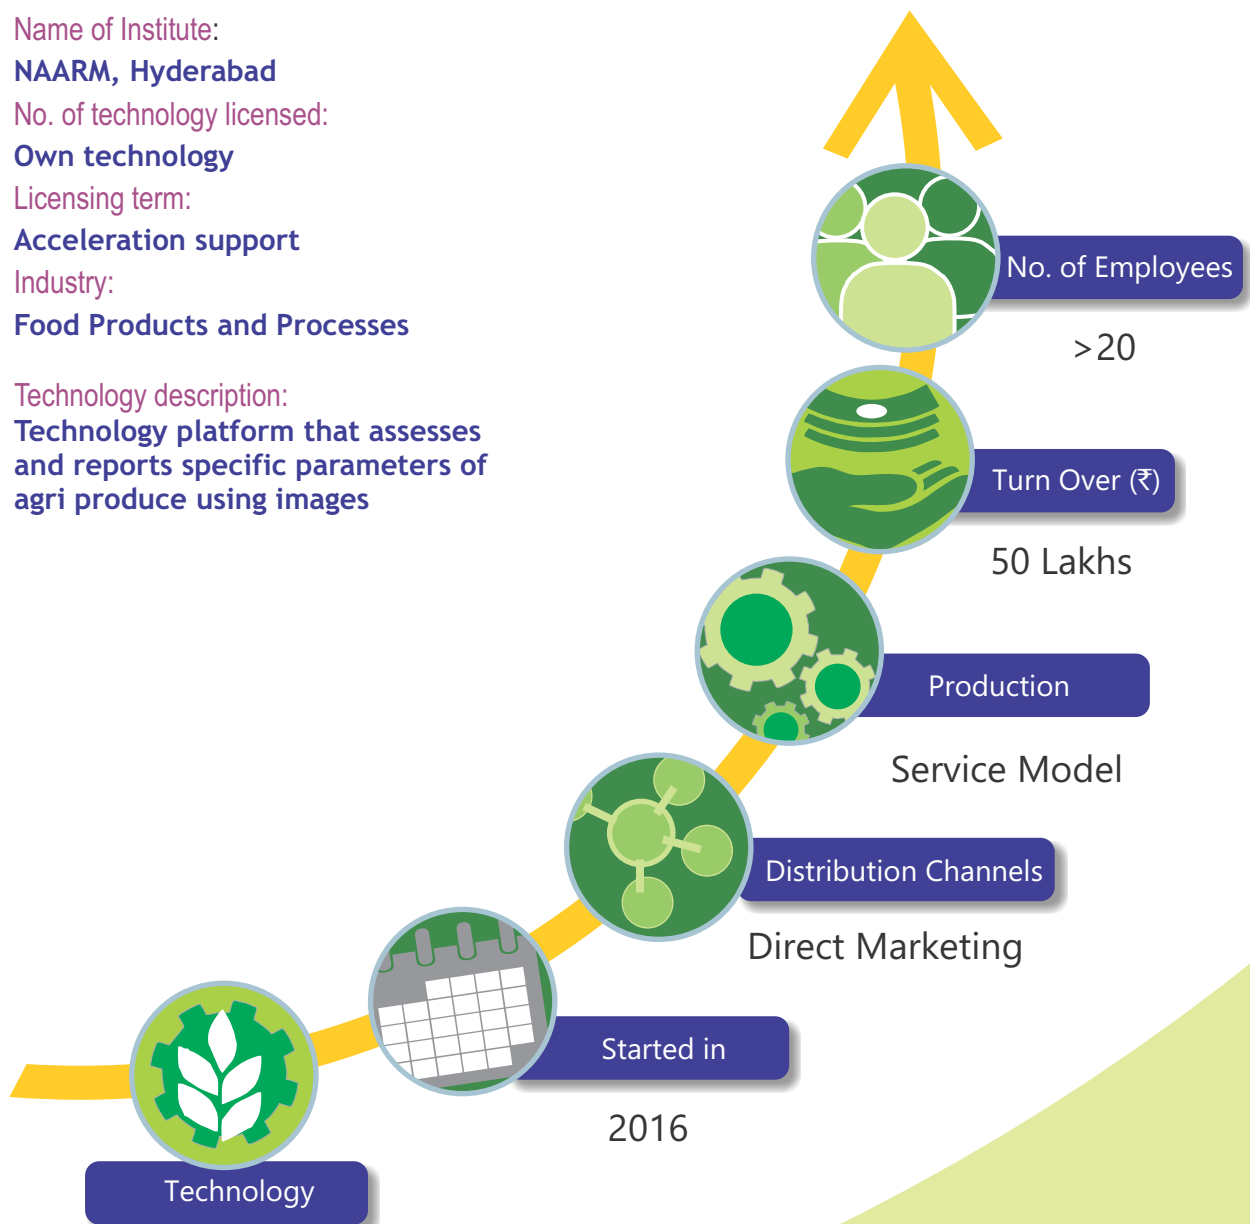 Name of Institute:
NAARM, Hyderabad
No. of technology licensed:
Own technology
Licensing term:
Acceleration support
Industry:
Food Products and Processes
Technology description:
Technology platform that assesses
and reports specific parameters of
agri produce using images
No. of Employees
>20
Turn Over (₹)
50 Lakhs
Production
Service Model
Distribution Channels
Direct Marketing
Started in
2016
Technology